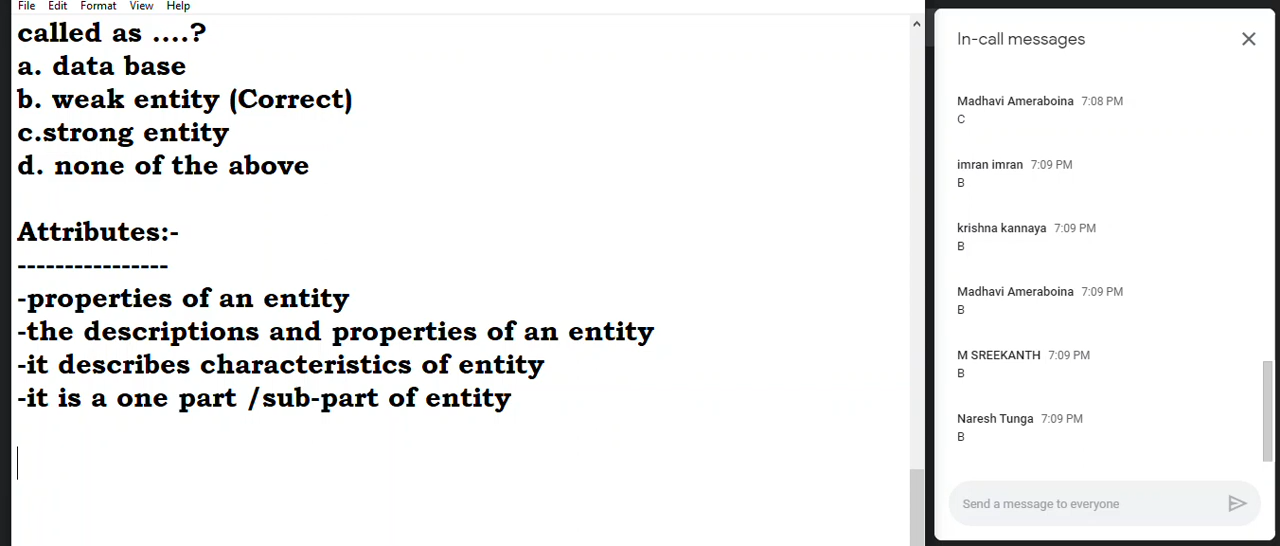 File Edit Format View Help
called as ....?
a. data base
b. weak entity (Correct)
c.strong entity
d. none of the above
Attributes:-
----------------
-properties of an entity
-the descriptions and properties of an entity
-it describes characteristics of entity
-it is a one part /sub-part of entity
In-call messages
Madhavi Ameraboina 7:08 PM
C
imran imran 7:09 PM
B
krishna kannaya 7:09 PM
B
Madhavi Ameraboina 7:09 PM
B
M SREEKANTH 7:09 PM
B
Naresh Tunga 7:09 PM
B
Send a message to everyone